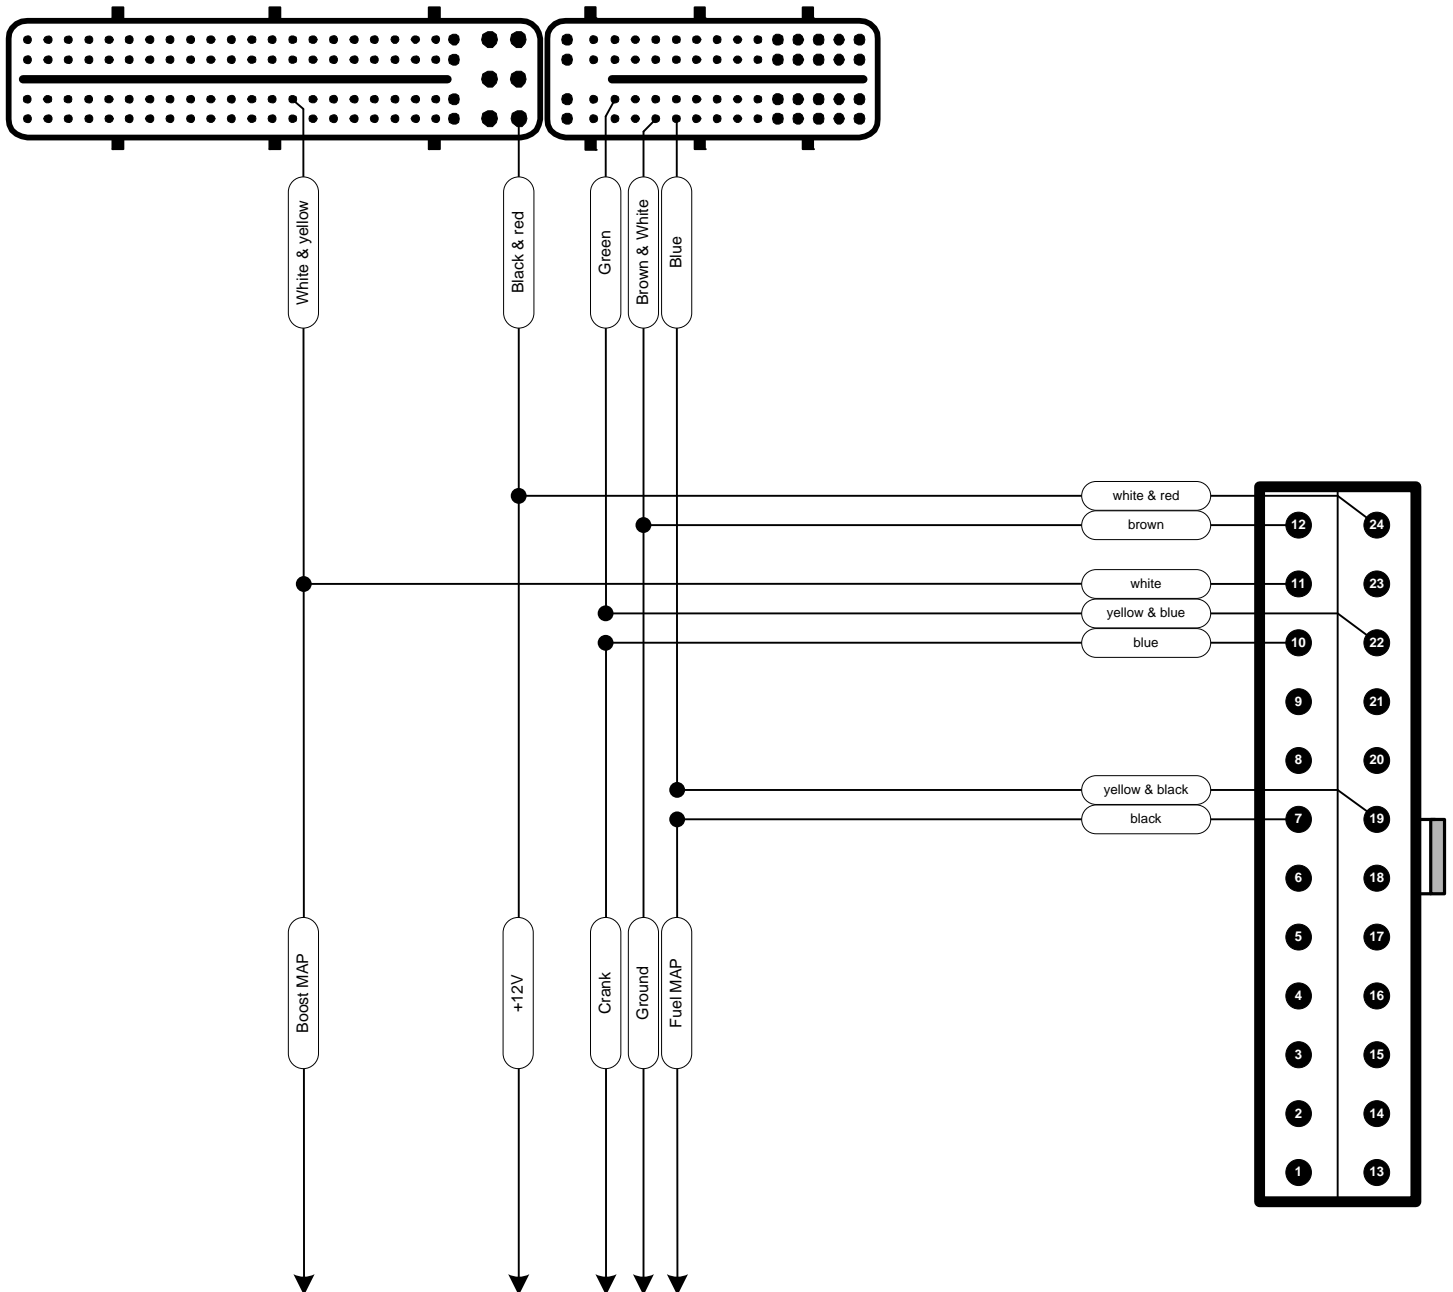 White & yellow
Black & red
Green
Brown & White
Blue
white & red
brown
12
24
white
11
23
yellow & blue
blue
10
22
9
21
8
20
yellow & black
black
7
19
6
18
5
17
4
16
3
15
2
14
1
13
Boost MAP
+12V
Crank
Ground
Fuel MAP